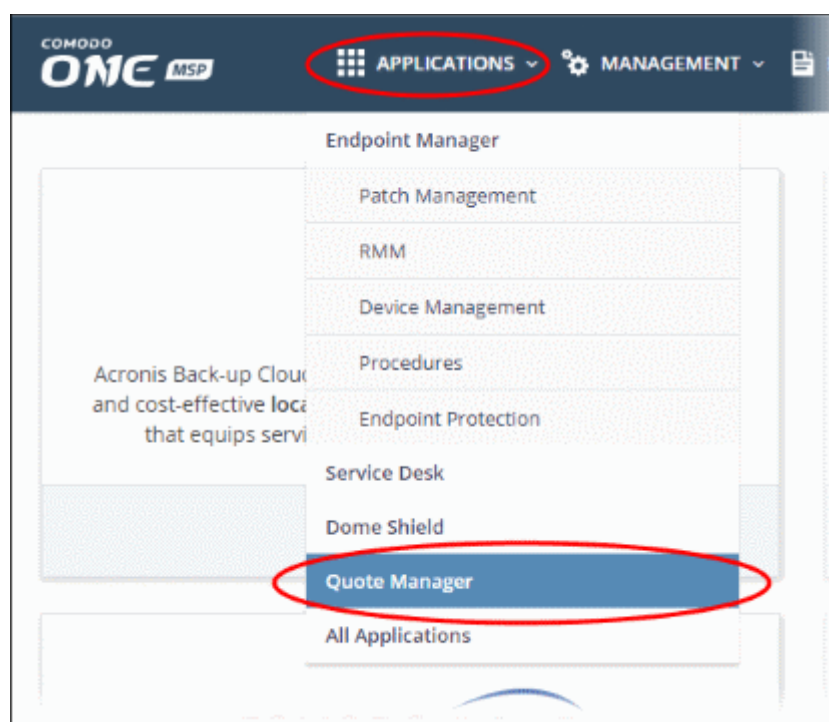 COMODO
ONE MSP
APPLICATIONS
MANAGEMENT
Endpoint Manager
Patch Management
RMM
Device Management
Procedures
Endpoint Protection
Acronis Back-up Clou
and cost-effective loca
that equips servi
Service Desk
Dome Shield
Quote Manager
All Applications